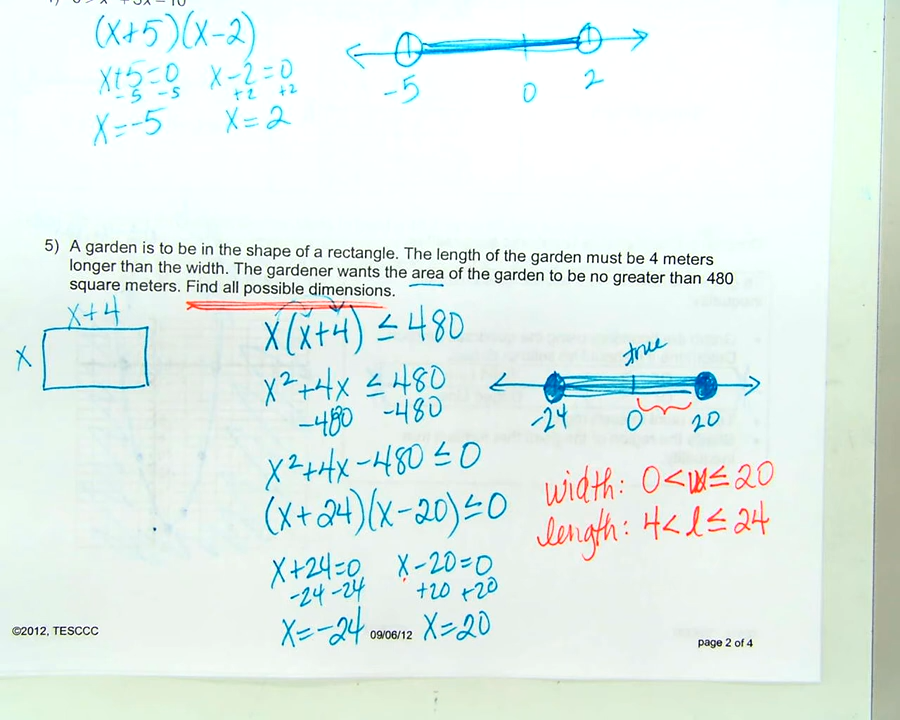 (x+5)(x-2)
x+5=0 x-2=0
-5 -5 +2 +2
x=-5 x=2
-5 0 2
5) A garden is to be in the shape of a rectangle. The length of the garden must be 4 meters
longer than the width. The gardener wants the area of the garden to be no greater than 480
square meters. Find all possible dimensions.
x+4
x
x(x+4) ≤ 480
x²+4x ≤ 480
-480 -480
x²+4x-480 ≤ 0
(x+24)(x-20) ≤ 0
x+24=0 x-20=0
-24 -24 +20 +20
x=-24 x=20
true
-24 0 20
width: 0<w≤20
length: 4<l≤24
©2012, TESCCC 09/06/12 page 2 of 4